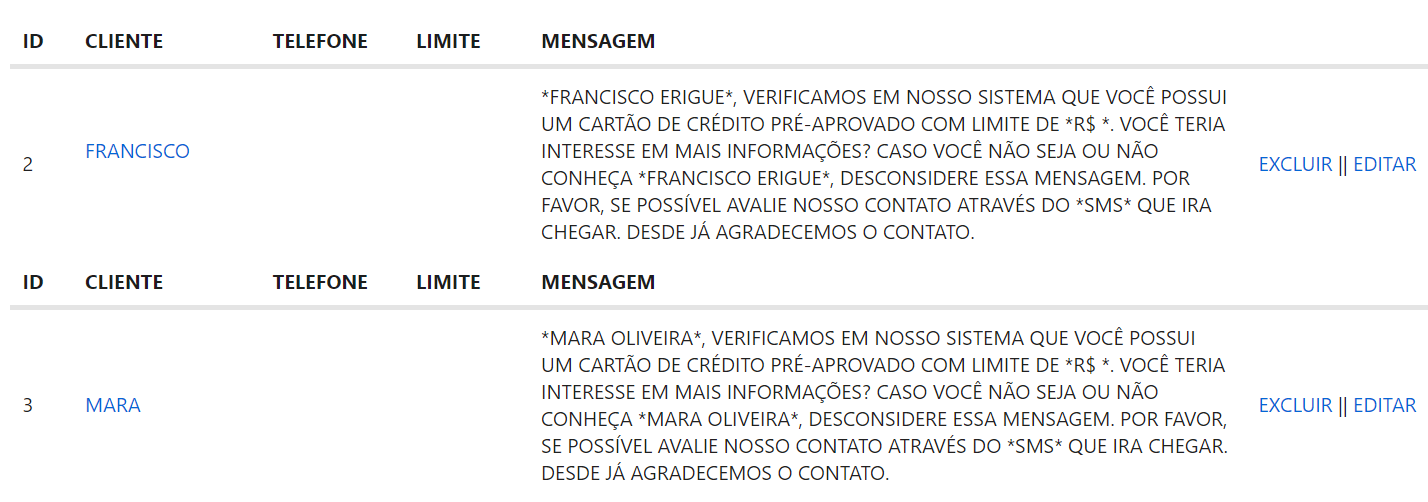 ID CLIENTE TELEFONE LIMITE MENSAGEM
*FRANCISCO ERIGUE*, VERIFICAMOS EM NOSSO SISTEMA QUE VOCÊ POSSUI
UM CARTÃO DE CRÉDITO PRÉ-APROVADO COM LIMITE DE *R$ *. VOCÊ TERIA
FRANCISCO INTERESSE EM MAIS INFORMAÇÕES? CASO VOCÊ NÃO SEJA OU NÃO
2 CONHEÇA *FRANCISCO ERIGUE*, DESCONSIDERE ESSA MENSAGEM. POR EXCLUIR || EDITAR
FAVOR, SE POSSÍVEL AVALIE NOSSO CONTATO ATRAVÉS DO *SMS* QUE IRA
CHEGAR. DESDE JÁ AGRADECEMOS O CONTATO.
ID CLIENTE TELEFONE LIMITE MENSAGEM
*MARA OLIVEIRA*, VERIFICAMOS EM NOSSO SISTEMA QUE VOCÊ POSSUI
UM CARTÃO DE CRÉDITO PRÉ-APROVADO COM LIMITE DE *R$ *. VOCÊ TERIA
INTERESSE EM MAIS INFORMAÇÕES? CASO VOCÊ NÃO SEJA OU NÃO
3 MARA CONHEÇA *MARA OLIVEIRA*, DESCONSIDERE ESSA MENSAGEM. POR FAVOR, EXCLUIR || EDITAR
SE POSSÍVEL AVALIE NOSSO CONTATO ATRAVÉS DO *SMS* QUE IRA CHEGAR.
DESDE JÁ AGRADECEMOS O CONTATO.